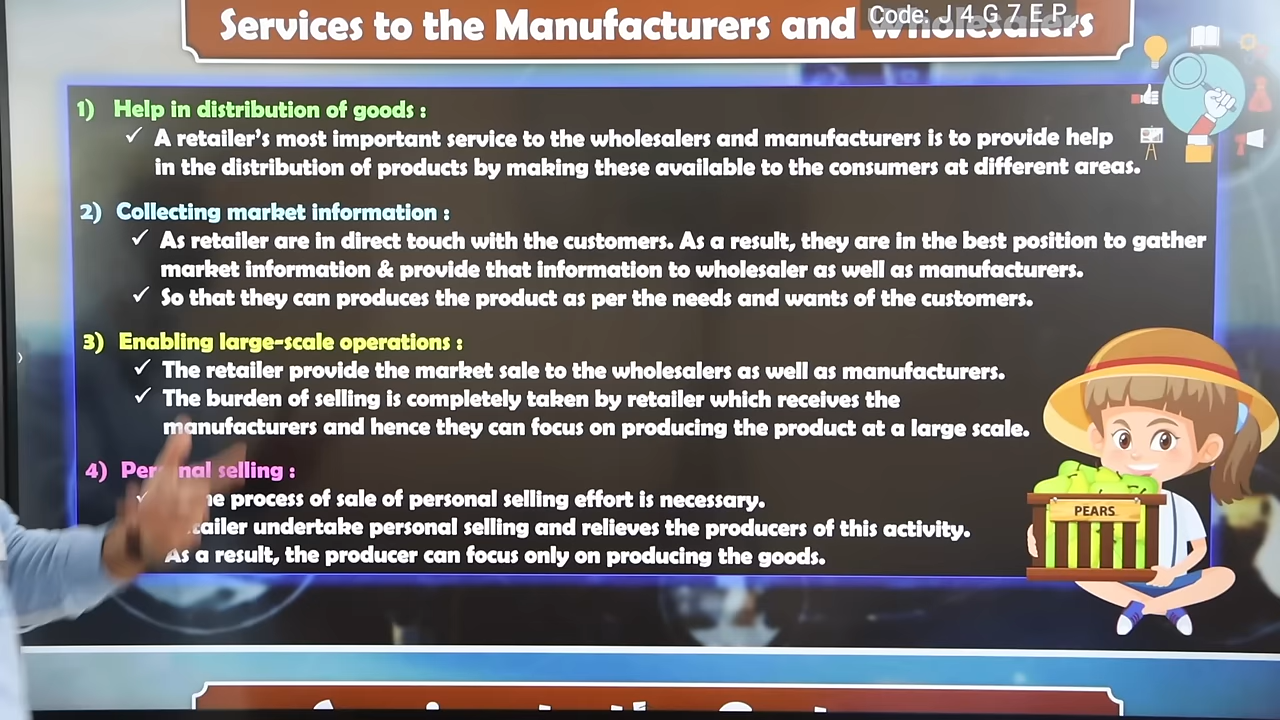 Services to the Manufacturers and Wholesalers
Code: J 4 G 7 E P
1) Help in distribution of goods :
✓ A retailer's most important service to the wholesalers and manufacturers is to provide help
in the distribution of products by making these available to the consumers at different areas.
2) Collecting market information :
✓ As retailer are in direct touch with the customers. As a result, they are in the best position to gather
market information & provide that information to wholesaler as well as manufacturers.
✓ So that they can produces the product as per the needs and wants of the customers.
3) Enabling large-scale operations :
✓ The retailer provide the market sale to the wholesalers as well as manufacturers.
✓ The burden of selling is completely taken by retailer which receives the
manufacturers and hence they can focus on producing the product at a large scale.
4) selling :
process of sale of personal selling effort is necessary.
undertake personal selling and relieves the producers of this activity.
As a result, the producer can focus only on producing the goods.
PEARS